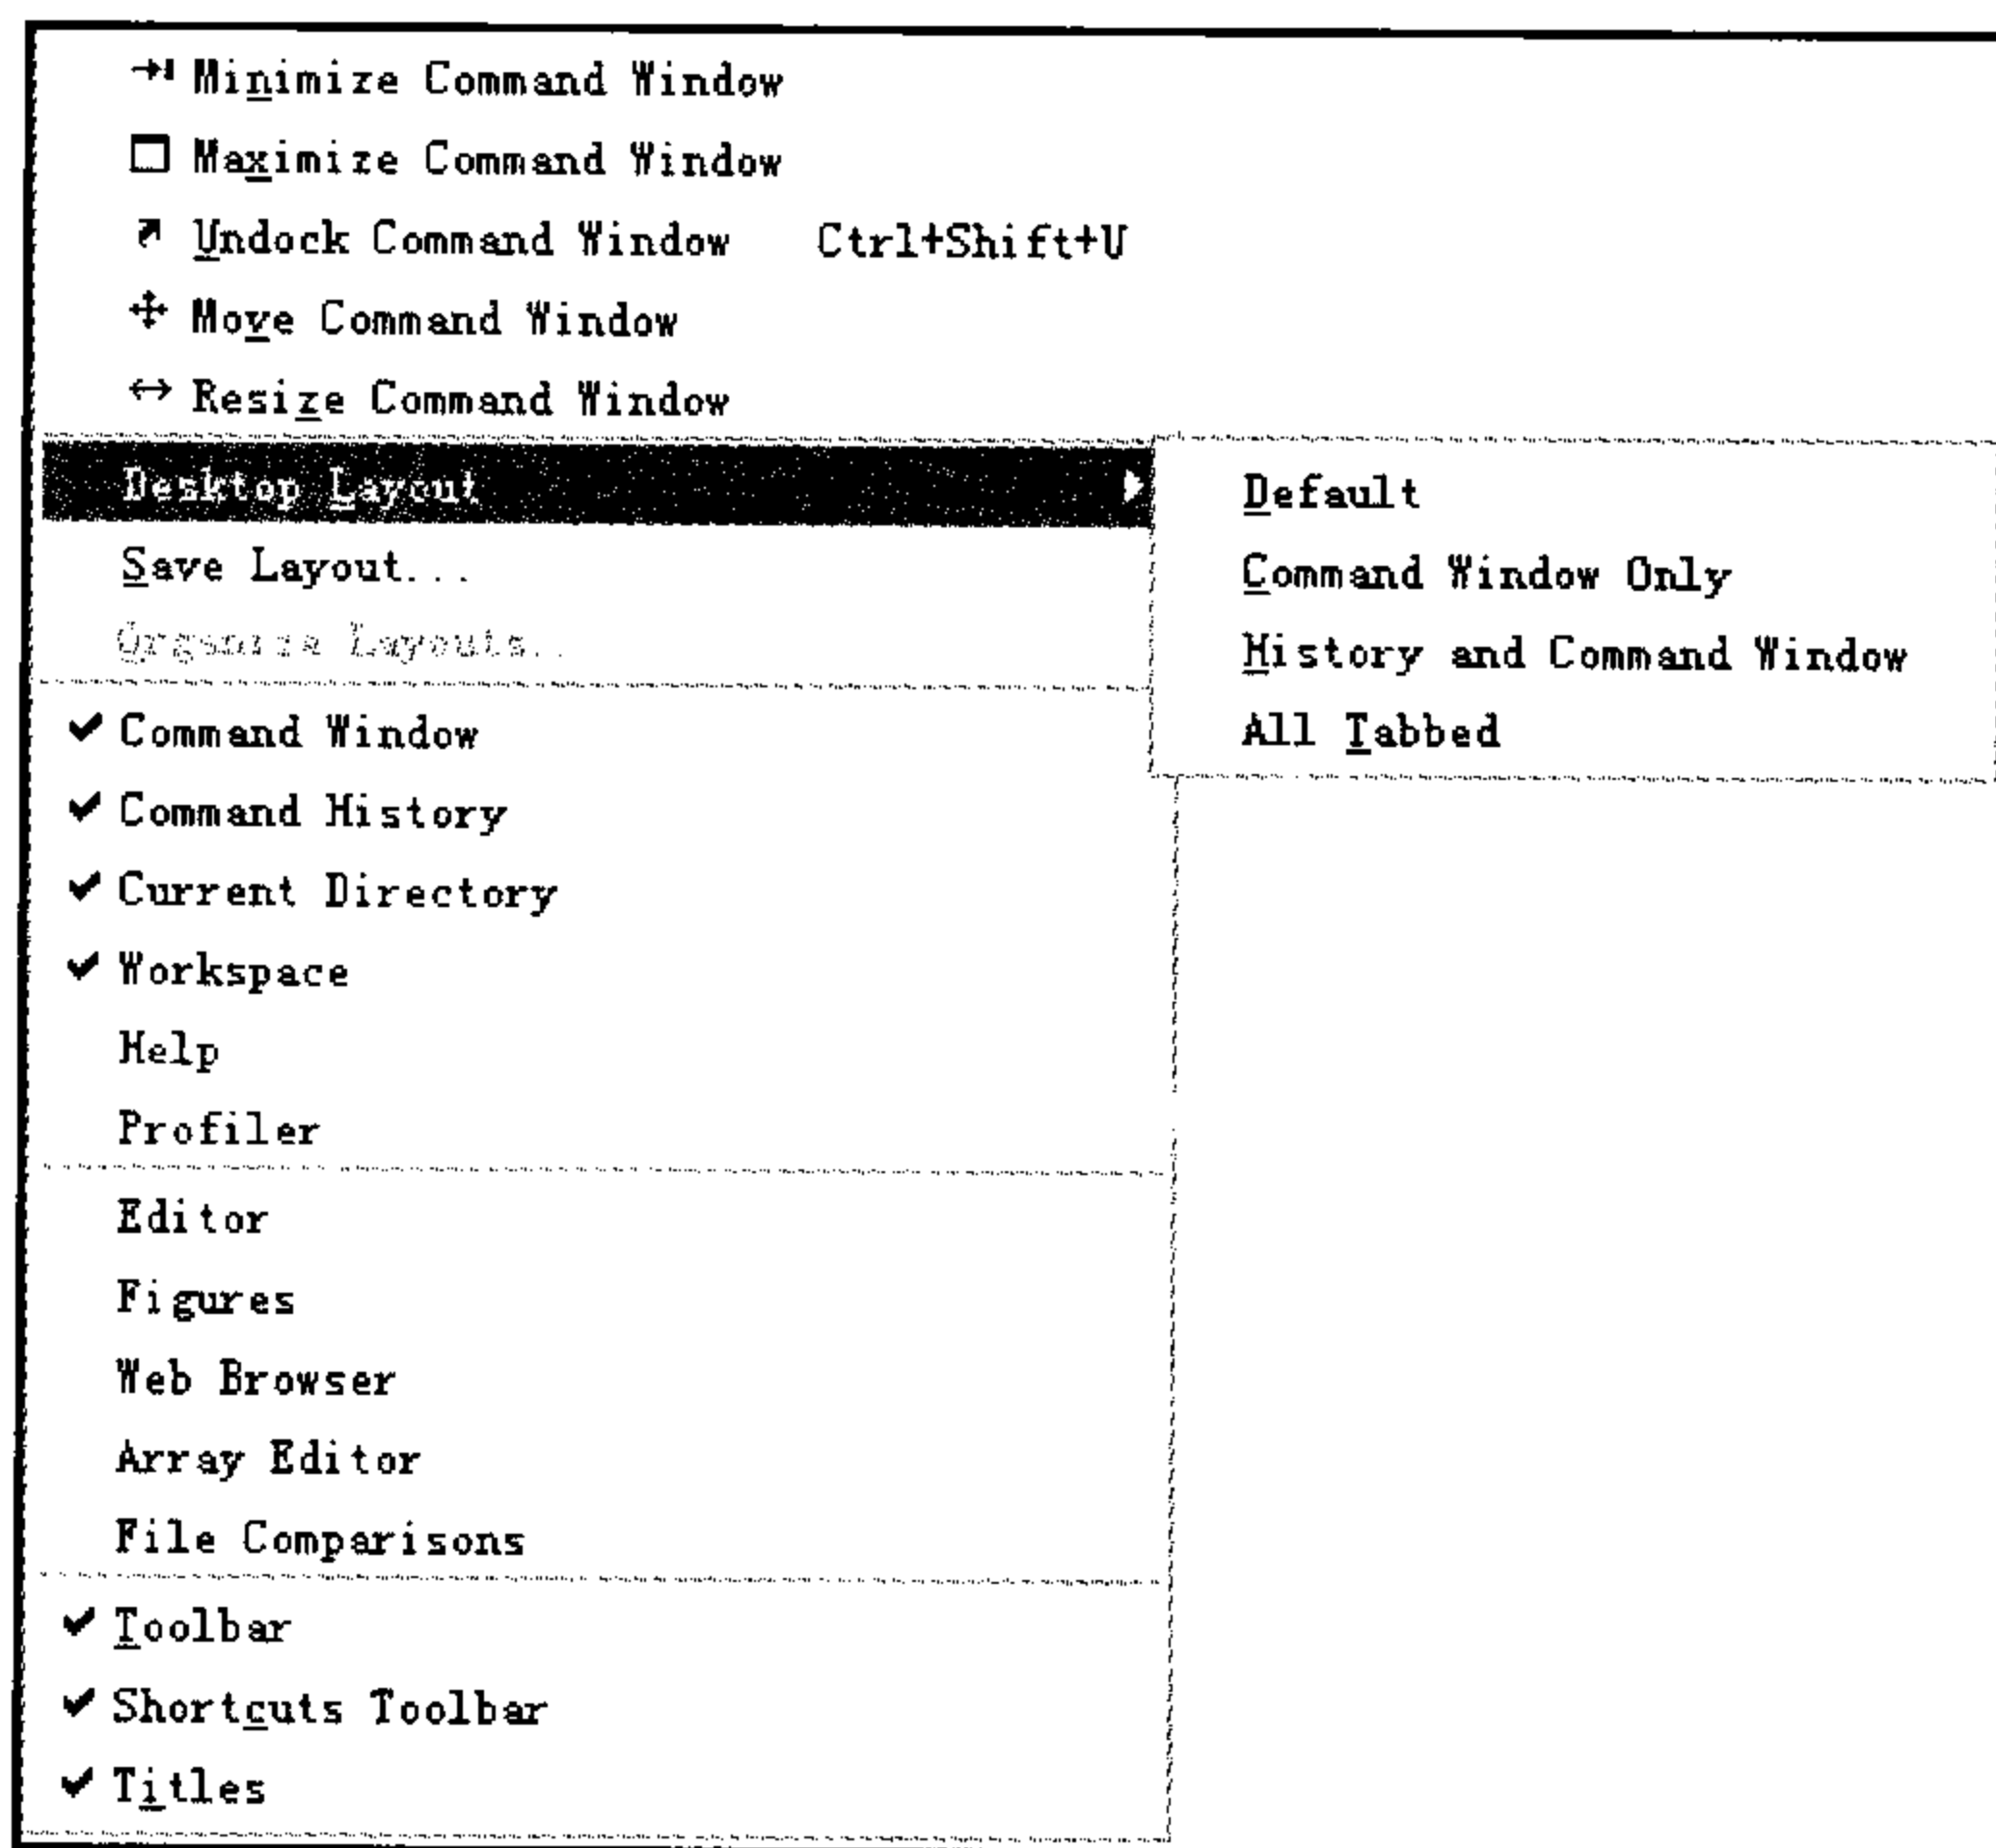 Minimize Command Window
Maximize Command Window
Undock Command Window Ctrl+Shift+U
Move Command Window
Resize Command Window
Desktop Layout
Save Layout...
Organize Layouts...
Command Window
Command History
Current Directory
Workspace
Help
Profiler
Editor
Figures
Web Browser
Array Editor
File Comparisons
Toolbar
Shortcuts Toolbar
Titles
Default
Command Window Only
History and Command Window
All Tabbed